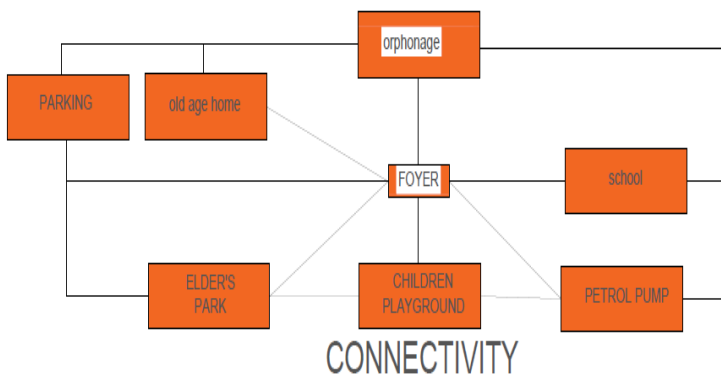 orphonage
PARKING
old age home
FOYER
school
ELDER'S
PARK
CHILDREN
PLAYGROUND
PETROL PUMP
CONNECTIVITY